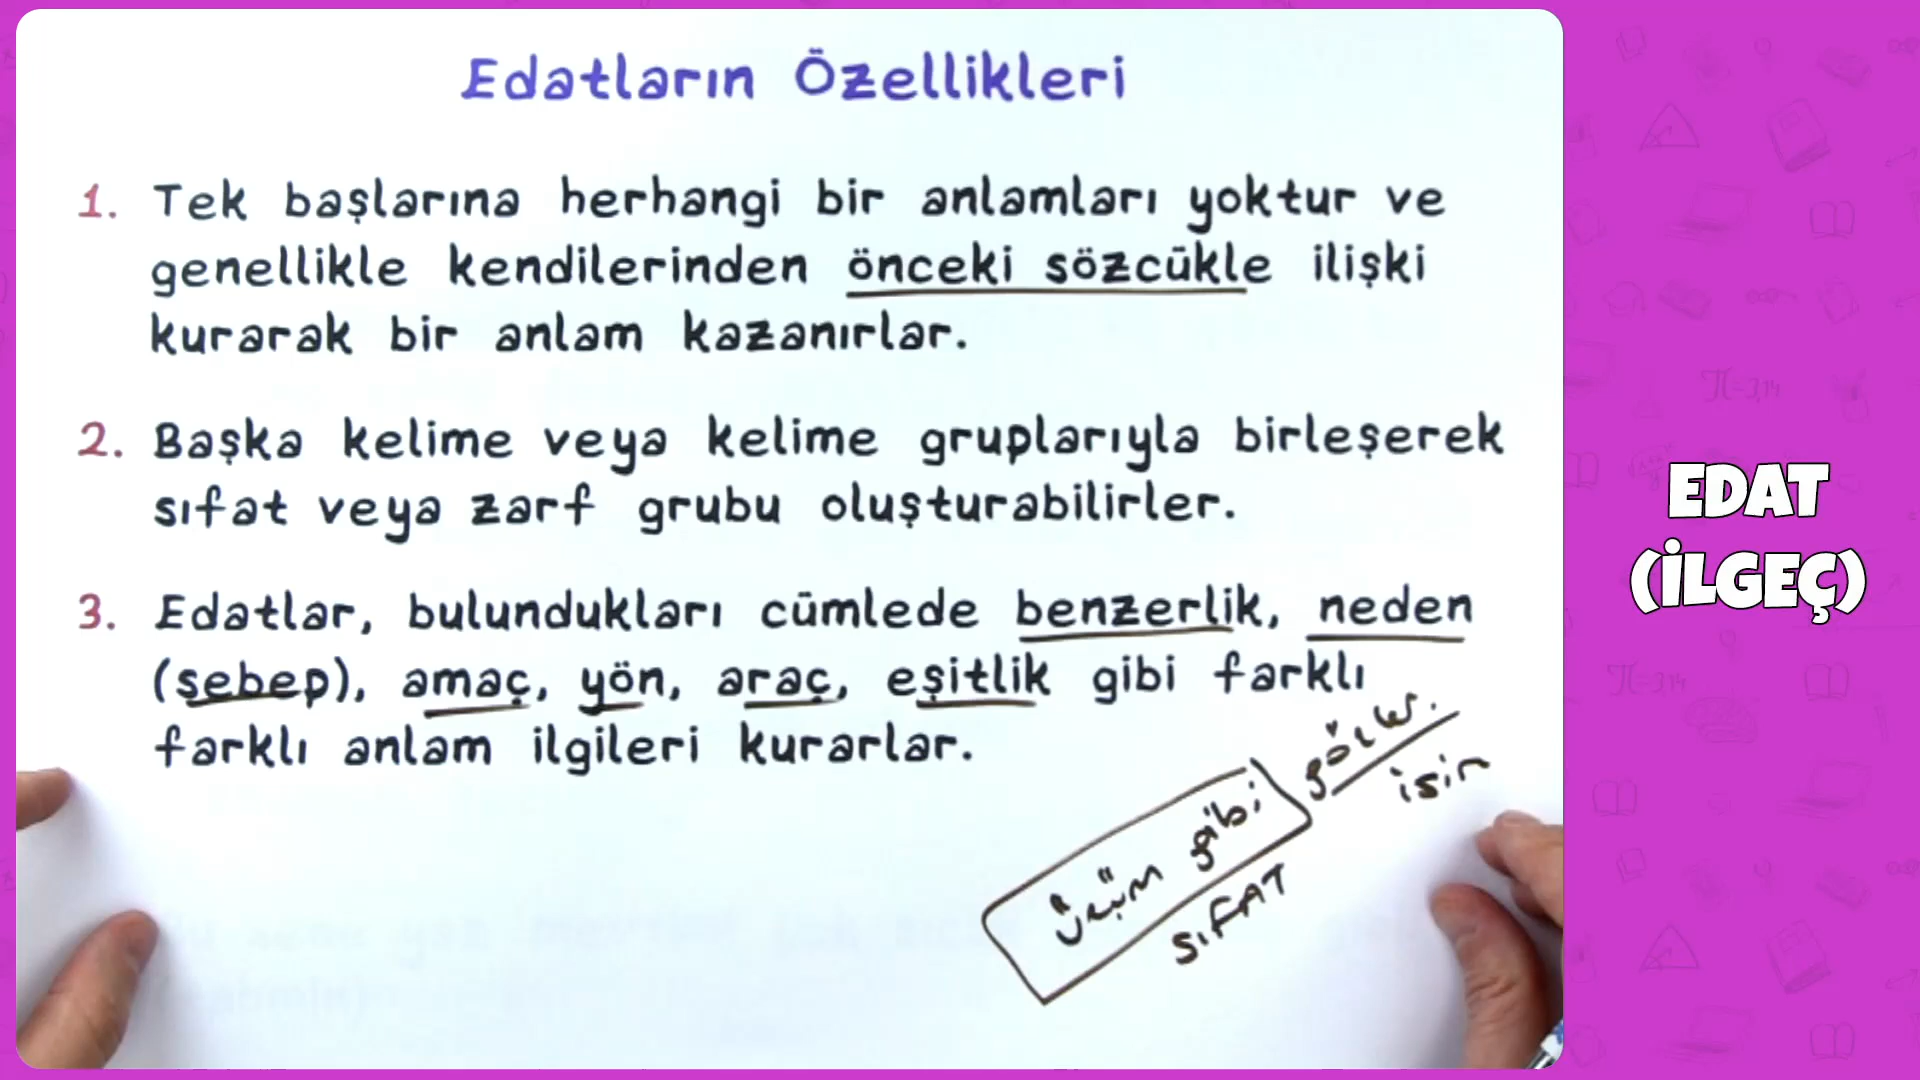 Edatların Özellikleri
1. Tek başlarına herhangi bir anlamları yoktur ve
genellikle kendilerinden önceki sözcükle ilişki
kurarak bir anlam kazanırlar.
2. Başka kelime veya kelime gruplarıyla birleşerek
sıfat veya zarf grubu oluşturabilirler.
3. Edatlar, bulundukları cümlede benzerlik, neden
(sebep), amaç, yön, araç, eşitlik gibi farklı
farklı anlam ilgileri kurarlar.
üzüm gibi gözler.
SIFAT isim
EDAT
(İLGEÇ)